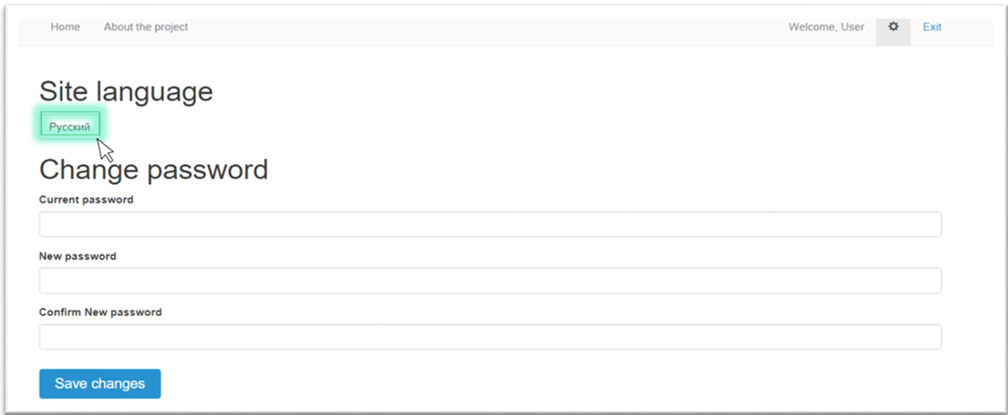 Home About the project Welcome, User Exit
Site language
Русский
Change password
Current password
New password
Confirm New password
Save changes